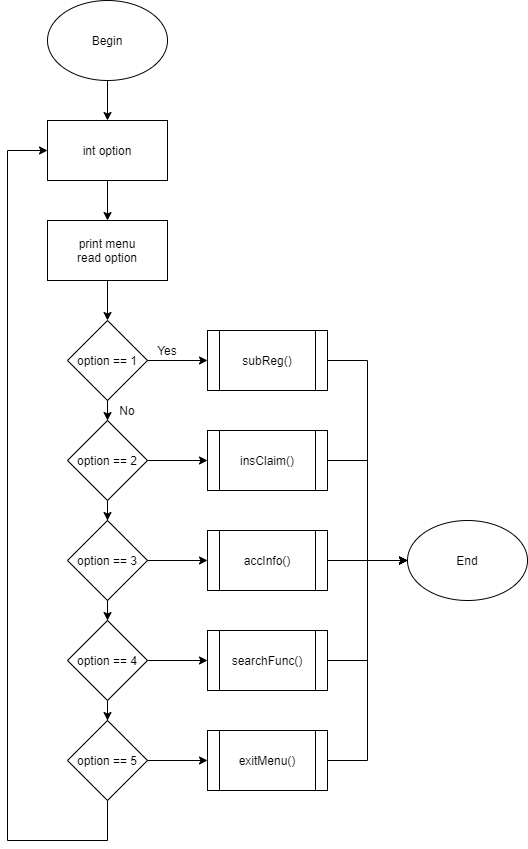 Begin
int option
print menu
read option
option == 1
Yes
subReg()
No
option == 2
insClaim()
option == 3
accInfo()
End
option == 4
searchFunc()
option == 5
exitMenu()